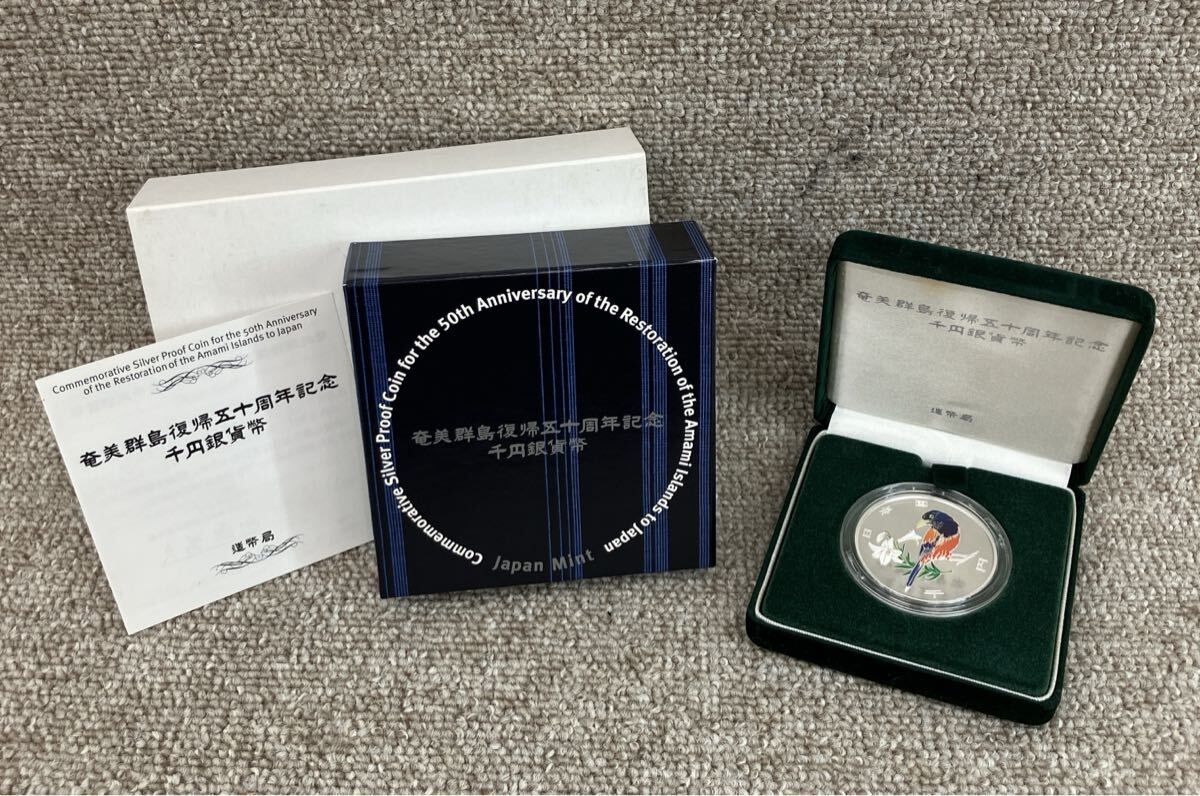 Commemorative Silver Proof Coin for the 50th Anniversary
of the Restoration of the Amami Islands to Japan
奄美群島復帰五十周年記念
千円銀貨幣
造幣局
Commemorative Silver Proof Coin for the 50th Anniversary of the Restoration of the Amami Islands to Japan
奄美群島復帰五十周年記念
千円銀貨幣
Japan Mint
奄美群島復帰五十周年記念
千円銀貨幣
造幣局
日本国
千円